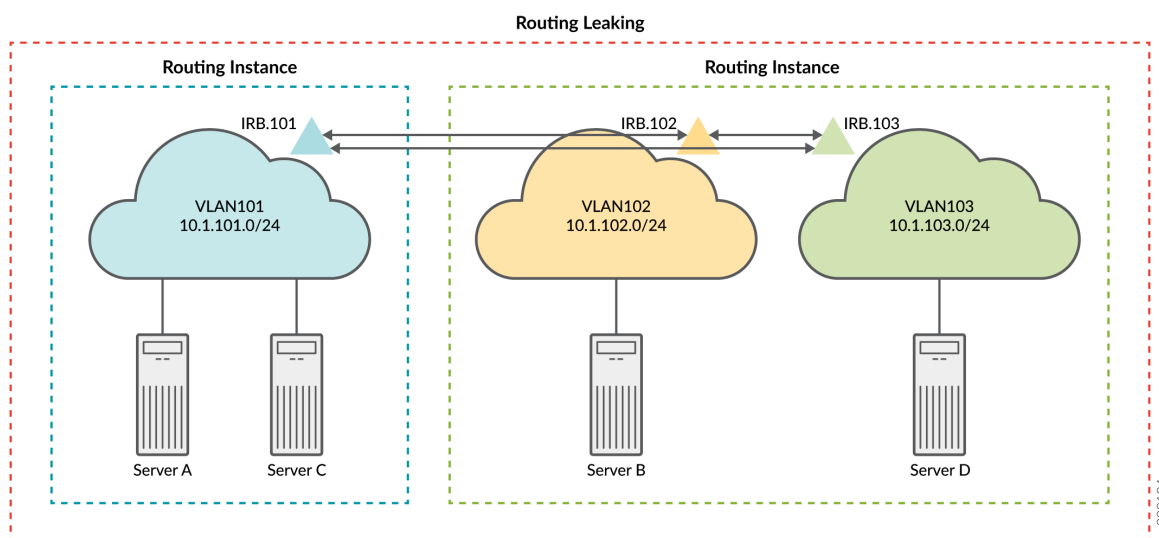 Routing Leaking
Routing Instance
Routing Instance
IRB.101
IRB.102
IRB.103
VLAN101
10.1.101.0/24
VLAN102
10.1.102.0/24
VLAN103
10.1.103.0/24
Server A
Server C
Server B
Server D